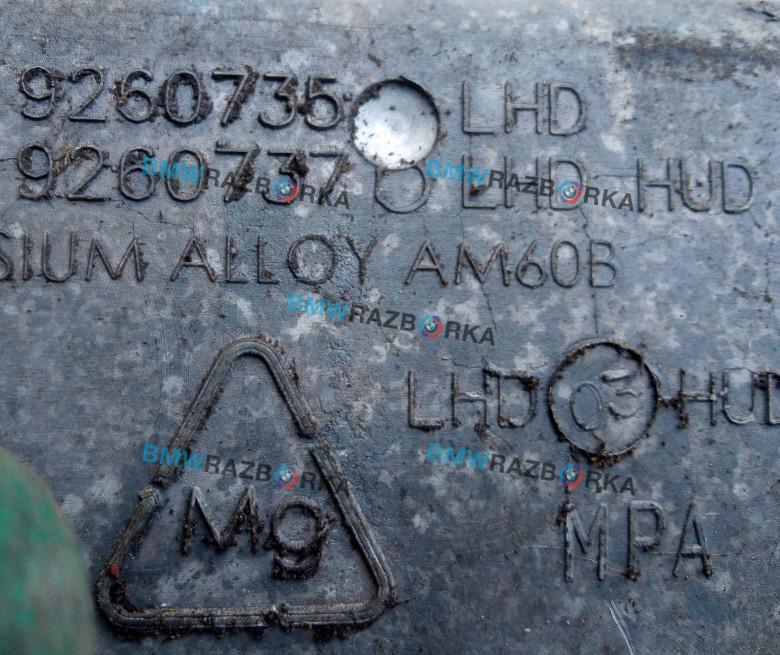 9260735 LHD
9260737 LHD-HUD
SIUM ALLOY AM60B
LHD 03 HUD
Mg
MPA
BMWRAZBORKA
BMWRAZBORKA
BMWRAZBORKA
BMWRAZBORKA
BMWRAZBORKA